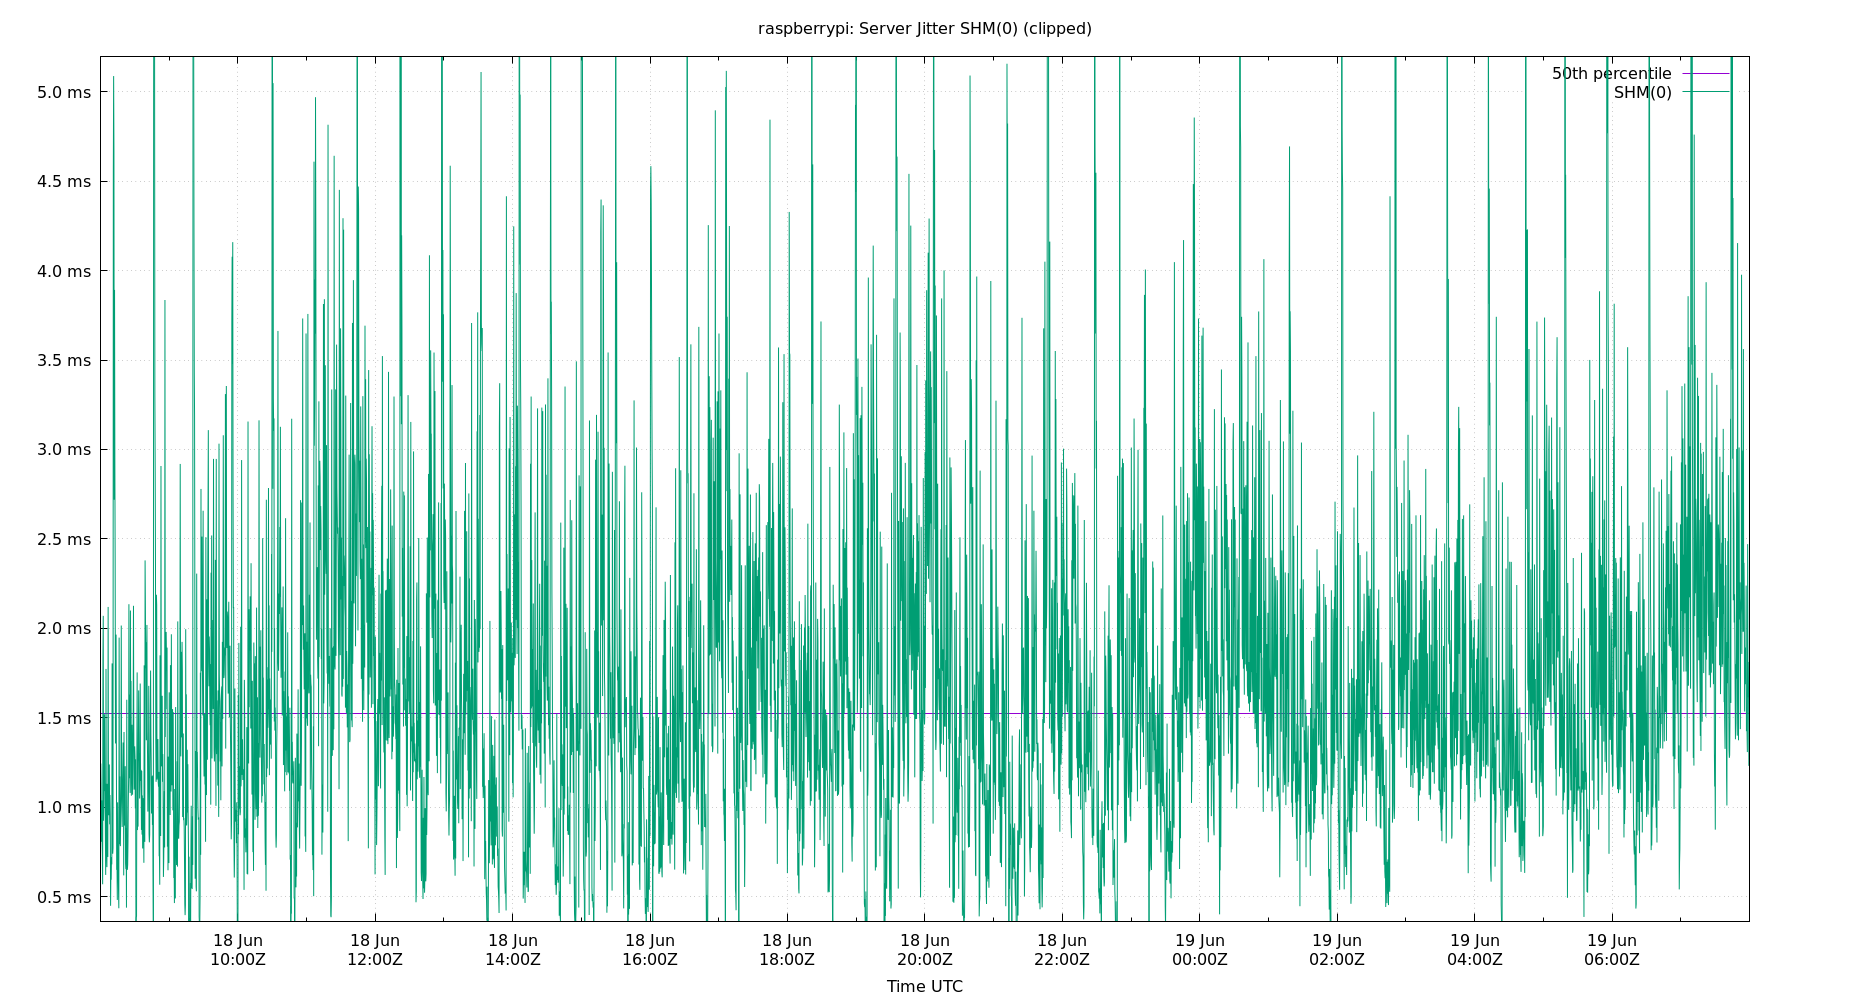 raspberrypi: Server Jitter SHM(0) (clipped)
50th percentile
SHM(0)
5.0 ms
4.5 ms
4.0 ms
3.5 ms
3.0 ms
2.5 ms
2.0 ms
1.5 ms
1.0 ms
0.5 ms
18 Jun 18 Jun 18 Jun 18 Jun 18 Jun 18 Jun 18 Jun 19 Jun 19 Jun 19 Jun 19 Jun
10:00Z 12:00Z 14:00Z 16:00Z 18:00Z 20:00Z 22:00Z 00:00Z 02:00Z 04:00Z 06:00Z
Time UTC